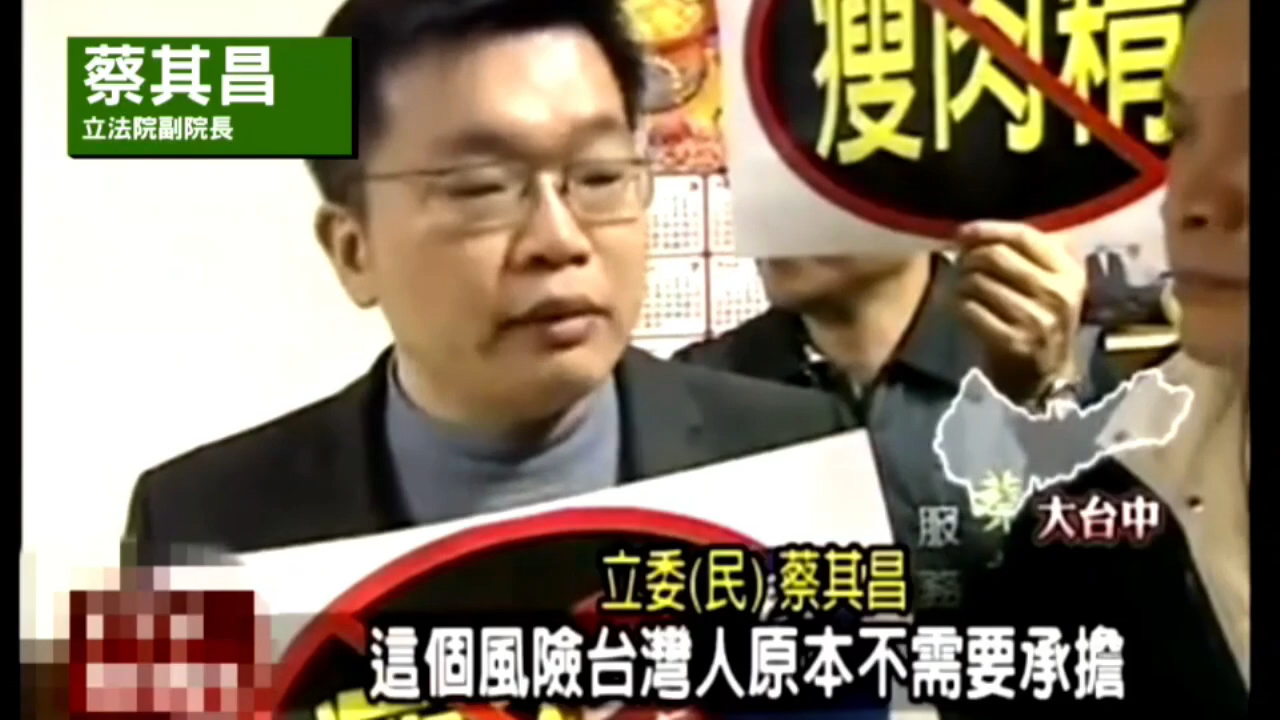 蔡其昌
立法院副院長
瘦肉精
服務
大台中
立委(民) 蔡其昌
這個風險台灣人原本不需要承擔